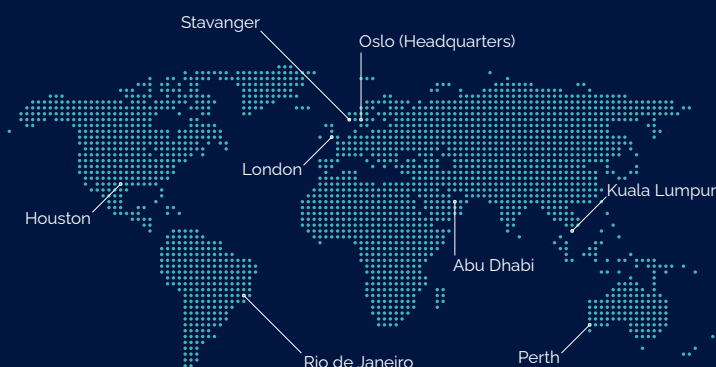 Stavanger
Oslo (Headquarters)
London
Kuala Lumpur
Houston
Abu Dhabi
Rio de Janeiro
Perth